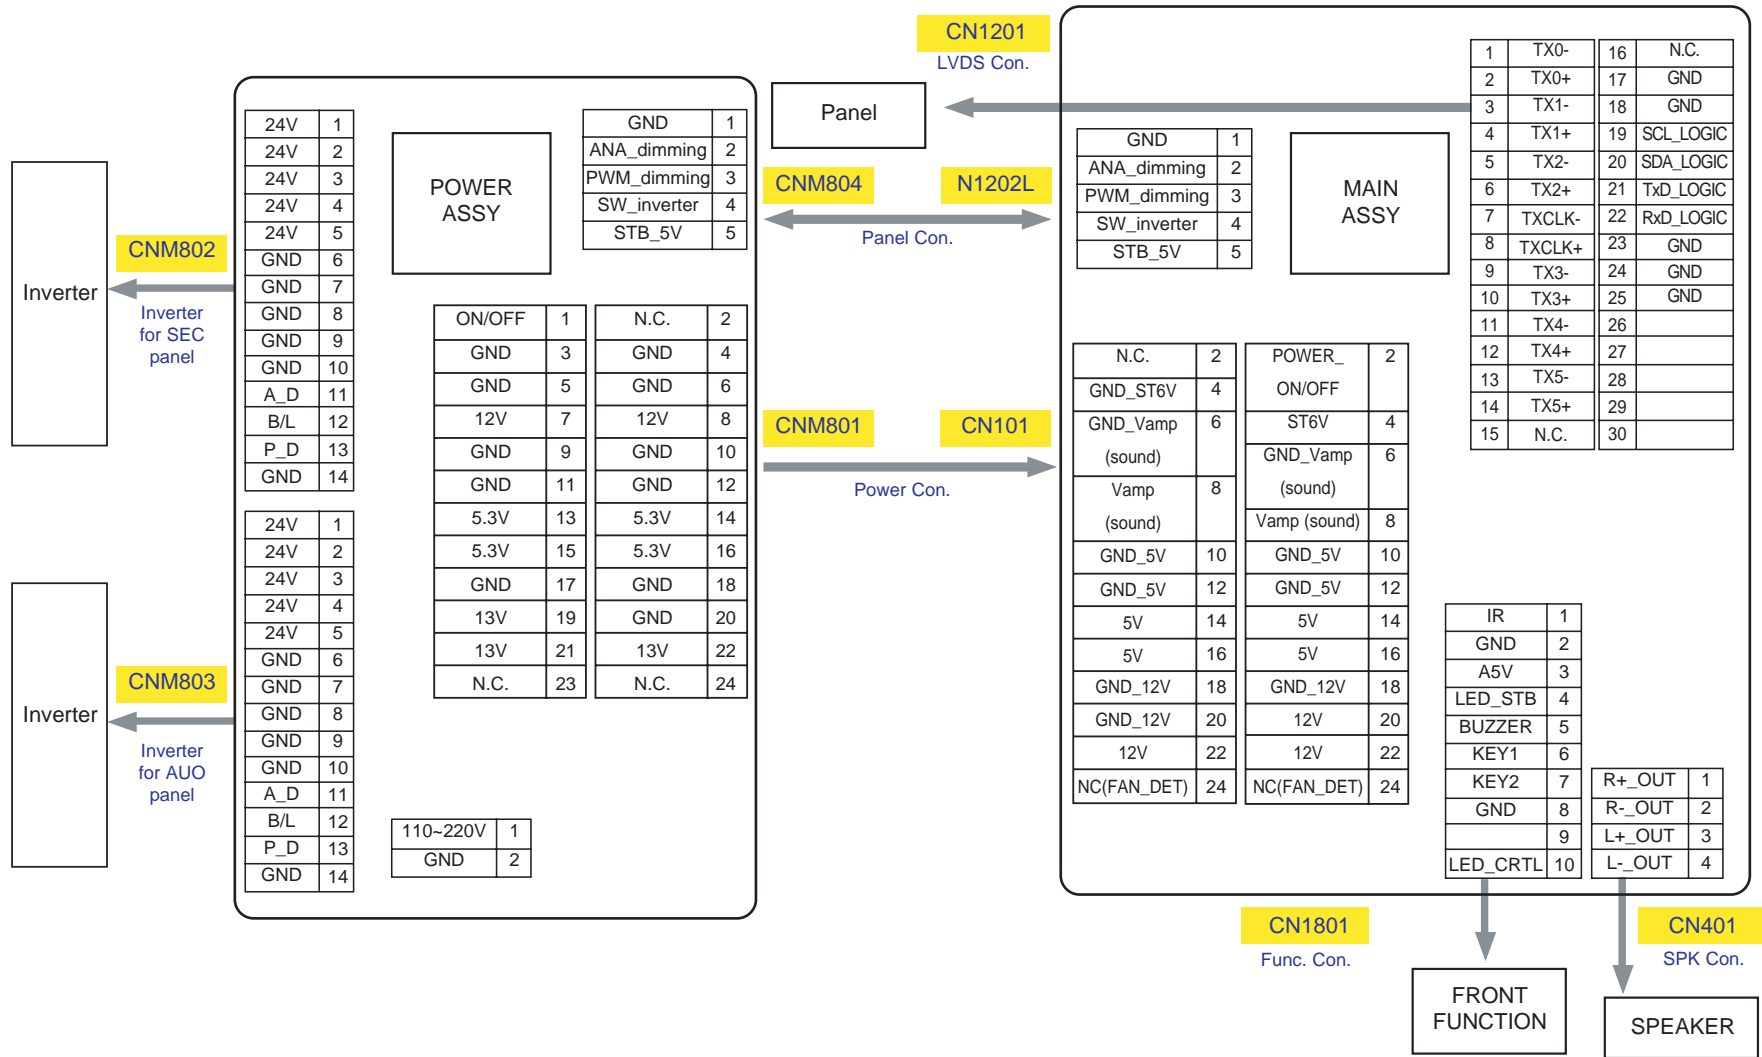 CN1201
LVDS Con.
Panel
Inverter
CNM802
Inverter
for SEC
panel
Inverter
CNM803
Inverter
for AUO
panel
24V 1
24V 2
24V 3
24V 4
24V 5
GND 6
GND 7
GND 8
GND 9
GND 10
A_D 11
B/L 12
P_D 13
GND 14
24V 1
24V 2
24V 3
24V 4
24V 5
GND 6
GND 7
GND 8
GND 9
GND 10
A_D 11
B/L 12
P_D 13
GND 14
POWER
ASSY
GND 1
ANA_dimming 2
PWM_dimming 3
SW_inverter 4
STB_5V 5
ON/OFF 1 N.C. 2
GND 3 GND 4
GND 5 GND 6
12V 7 12V 8
GND 9 GND 10
GND 11 GND 12
5.3V 13 5.3V 14
5.3V 15 5.3V 16
GND 17 GND 18
13V 19 GND 20
13V 21 13V 22
N.C. 23 N.C. 24
110~220V 1
GND 2
CNM804 N1202L
Panel Con.
CNM801 CN101
Power Con.
GND 1
ANA_dimming 2
PWM_dimming 3
SW_inverter 4
STB_5V 5
MAIN
ASSY
1 TX0- 16 N.C.
2 TX0+ 17 GND
3 TX1- 18 GND
4 TX1+ 19 SCL_LOGIC
5 TX2- 20 SDA_LOGIC
6 TX2+ 21 TxD_LOGIC
7 TXCLK- 22 RxD_LOGIC
8 TXCLK+ 23 GND
9 TX3- 24 GND
10 TX3+ 25 GND
11 TX4- 26
12 TX4+ 27
13 TX5- 28
14 TX5+ 29
15 N.C. 30
N.C. 2
GND_ST6V 4
GND_Vamp 6
(sound)
Vamp 8
(sound)
GND_5V 10
GND_5V 12
5V 14
5V 16
GND_12V 18
GND_12V 20
12V 22
NC(FAN_DET) 24
POWER_ 2
ON/OFF
ST6V 4
GND_Vamp 6
(sound)
Vamp (sound) 8
GND_5V 10
GND_5V 12
5V 14
5V 16
GND_12V 18
12V 20
12V 22
NC(FAN_DET) 24
IR 1
GND 2
A5V 3
LED_STB 4
BUZZER 5
KEY1 6
KEY2 7
GND 8
9
LED_CRTL 10
R+_OUT 1
R-_OUT 2
L+_OUT 3
L-_OUT 4
CN1801
Func. Con.
FRONT
FUNCTION
CN401
SPK Con.
SPEAKER